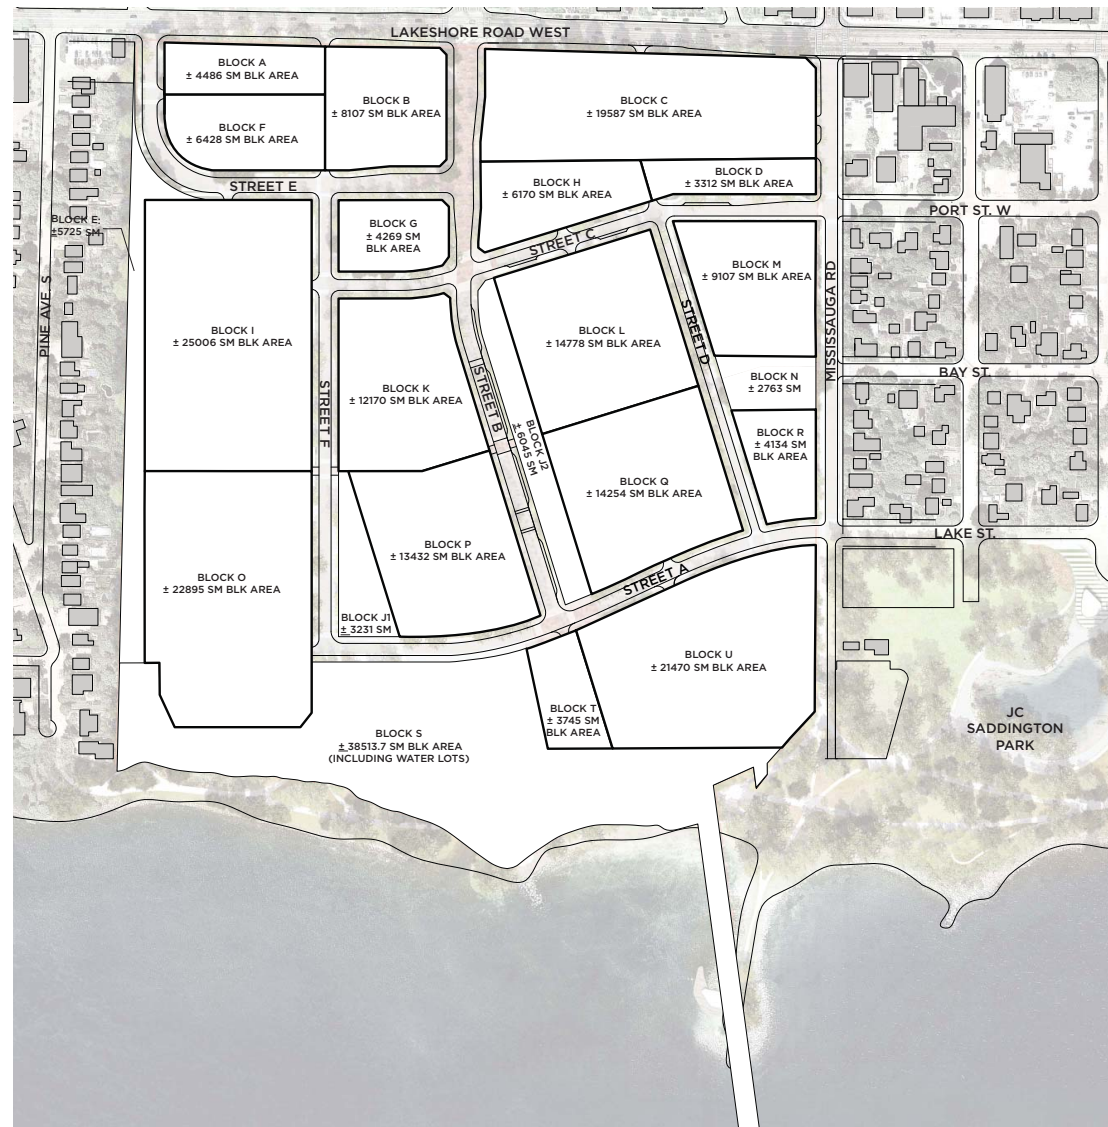 LAKESHORE ROAD WEST
BLOCK A
± 4486 SM BLK AREA
BLOCK B
± 8107 SM BLK AREA
BLOCK C
± 19587 SM BLK AREA
BLOCK F
± 6428 SM BLK AREA
BLOCK D
± 3312 SM BLK AREA
BLOCK H
± 6170 SM BLK AREA
STREET E
BLOCK E:
±5725 SM
BLOCK G
± 4269 SM
BLK AREA
STREET C
PORT ST. W
BLOCK M
± 9107 SM BLK AREA
PINE AVE. S
BLOCK I
± 25006 SM BLK AREA
BLOCK L
± 14778 SM BLK AREA
STREET D
MISSISSAUGA RD
BAY ST.
BLOCK K
± 12170 SM BLK AREA
STREET F
STREET B
BLOCK N
± 2763 SM
BLOCK J2
± 6045 SM
BLOCK R
± 4134 SM
BLK AREA
BLOCK Q
± 14254 SM BLK AREA
LAKE ST.
BLOCK P
± 13432 SM BLK AREA
BLOCK O
± 22895 SM BLK AREA
STREET A
BLOCK J1
± 3231 SM
BLOCK U
± 21470 SM BLK AREA
BLOCK T
± 3745 SM
BLK AREA
BLOCK S
± 38513.7 SM BLK AREA
(INCLUDING WATER LOTS)
JC
SADDINGTON
PARK